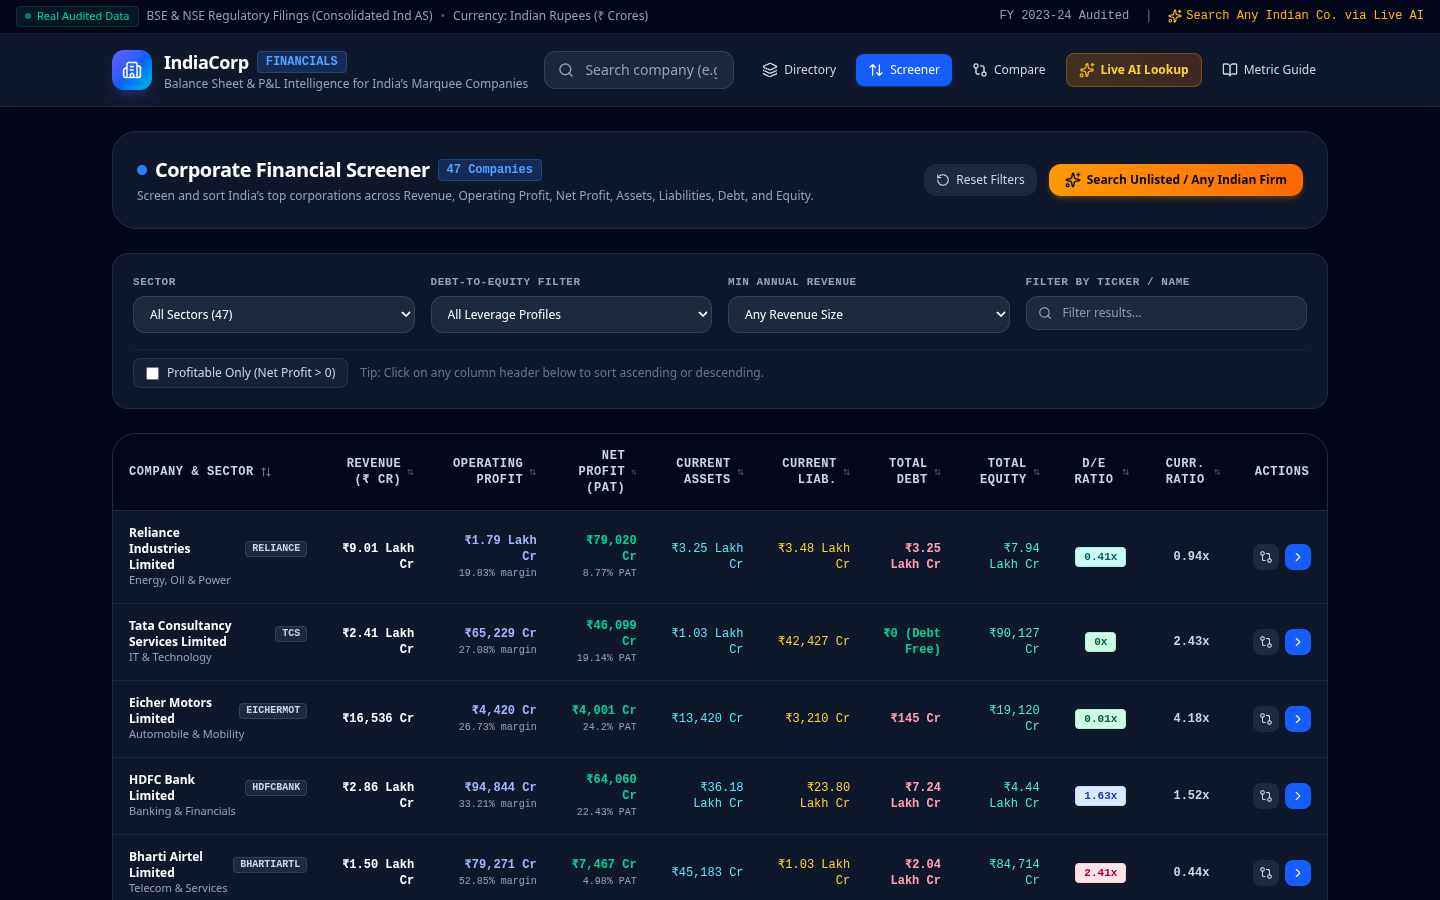 Real Audited Data
BSE & NSE Regulatory Filings (Consolidated Ind AS) • Currency: Indian Rupees (₹ Crores)
FY 2023-24 Audited | Search Any Indian Co. via Live AI
IndiaCorp FINANCIALS
Balance Sheet & P&L Intelligence for India's Marquee Companies
Search company (e.g
Directory
Screener
Compare
Live AI Lookup
Metric Guide
Corporate Financial Screener 47 Companies
Screen and sort India's top corporations across Revenue, Operating Profit, Net Profit, Assets, Liabilities, Debt, and Equity.
Reset Filters
Search Unlisted / Any Indian Firm
SECTOR
All Sectors (47)
DEBT-TO-EQUITY FILTER
All Leverage Profiles
MIN ANNUAL REVENUE
Any Revenue Size
FILTER BY TICKER / NAME
Filter results...
Profitable Only (Net Profit > 0)
Tip: Click on any column header below to sort ascending or descending.
COMPANY & SECTOR
REVENUE
(₹ CR)
OPERATING
PROFIT
NET
PROFIT
(PAT)
CURRENT
ASSETS
CURRENT
LIAB.
TOTAL
DEBT
TOTAL
EQUITY
D/E
RATIO
CURR.
RATIO
ACTIONS
Reliance
Industries
Limited
Energy, Oil & Power
RELIANCE
₹9.01 Lakh
Cr
₹1.79 Lakh
Cr
19.83% margin
₹79,020
Cr
8.77% PAT
₹3.25 Lakh
Cr
₹3.48 Lakh
Cr
₹3.25
Lakh Cr
₹7.94
Lakh Cr
0.41x
0.94x
Tata Consultancy
Services Limited
IT & Technology
TCS
₹2.41 Lakh
Cr
₹65,229 Cr
27.08% margin
₹46,099
Cr
19.14% PAT
₹1.03 Lakh
Cr
₹42,427 Cr
₹0 (Debt
Free)
₹90,127
Cr
0x
2.43x
Eicher Motors
Limited
Automobile & Mobility
EICHERMOT
₹16,536 Cr
₹4,420 Cr
26.73% margin
₹4,001 Cr
24.2% PAT
₹13,420 Cr
₹3,210 Cr
₹145 Cr
₹19,120
Cr
0.01x
4.18x
HDFC Bank
Limited
Banking & Financials
HDFCBANK
₹2.86 Lakh
Cr
₹94,844 Cr
33.21% margin
₹64,060
Cr
22.43% PAT
₹36.18
Lakh Cr
₹23.80
Lakh Cr
₹7.24
Lakh Cr
₹4.44
Lakh Cr
1.63x
1.52x
Bharti Airtel
Limited
Telecom & Services
BHARTIARTL
₹1.50 Lakh
Cr
₹79,271 Cr
52.85% margin
₹7,467 Cr
4.98% PAT
₹45,183 Cr
₹1.03 Lakh
Cr
₹2.04
Lakh Cr
₹84,714
Cr
2.41x
0.44x